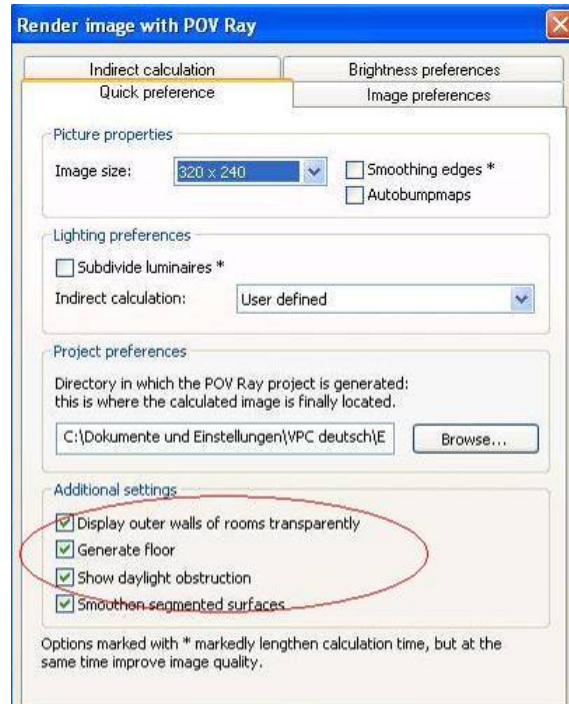 Render image with POV Ray
Indirect calculation
Brightness preferences
Quick preference
Image preferences
Picture properties
Image size:
320 x 240
Smoothing edges *
Autobumpmaps
Lighting preferences
Subdivide luminaires *
Indirect calculation:
User defined
Project preferences
Directory in which the POV Ray project is generated:
this is where the calculated image is finally located.
C:\Dokumente und Einstellungen\VPC deutsch\E
Browse...
Additional settings
Display outer walls of rooms transparently
Generate floor
Show daylight obstruction
Smoothen segmented surfaces
Options marked with * markedly lengthen calculation time, but at the
same time improve image quality.